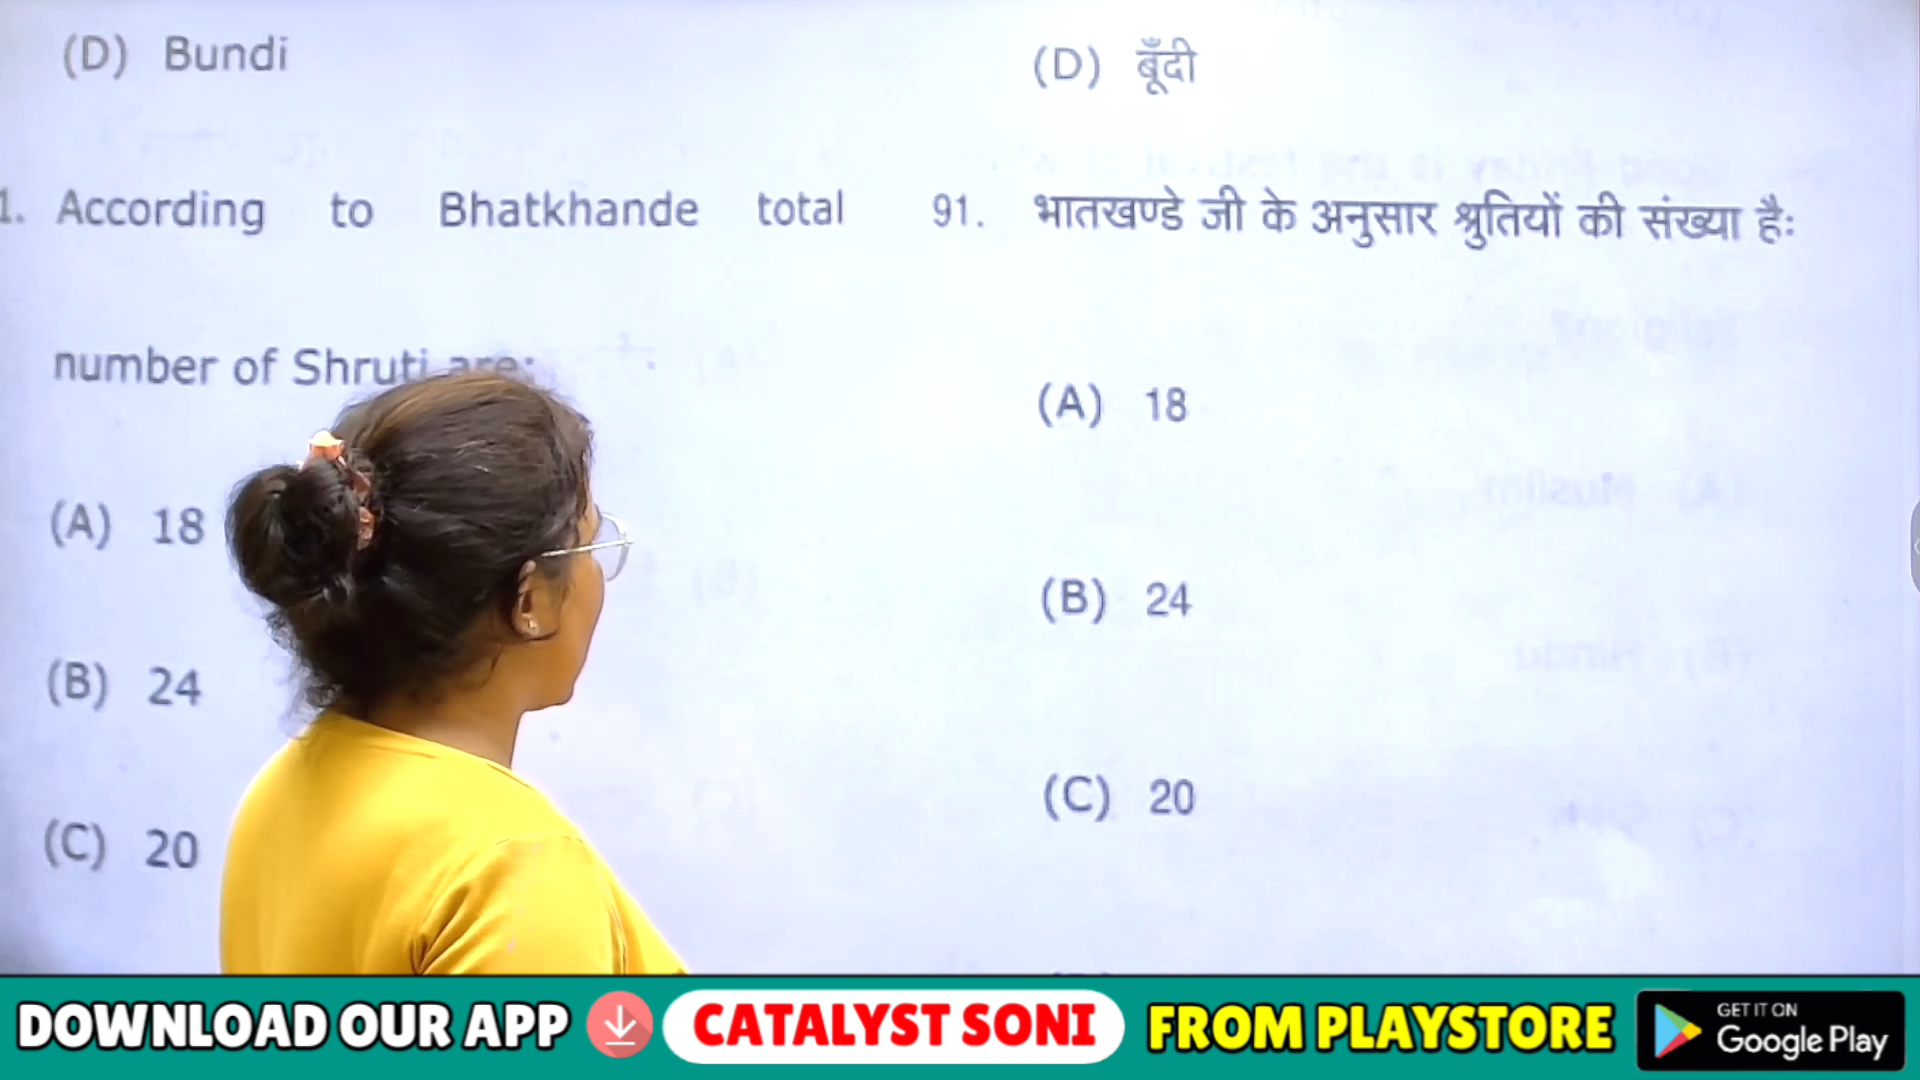 (D) Bundi
1. According to Bhatkhande total
number of Shruti are:
(A) 18
(B) 24
(C) 20
(D) बूँदी
91. भातखण्डे जी के अनुसार श्रुतियों की संख्या हैः
(A) 18
(B) 24
(C) 20
DOWNLOAD OUR APP CATALYST SONI FROM PLAYSTORE
GET IT ON
Google Play